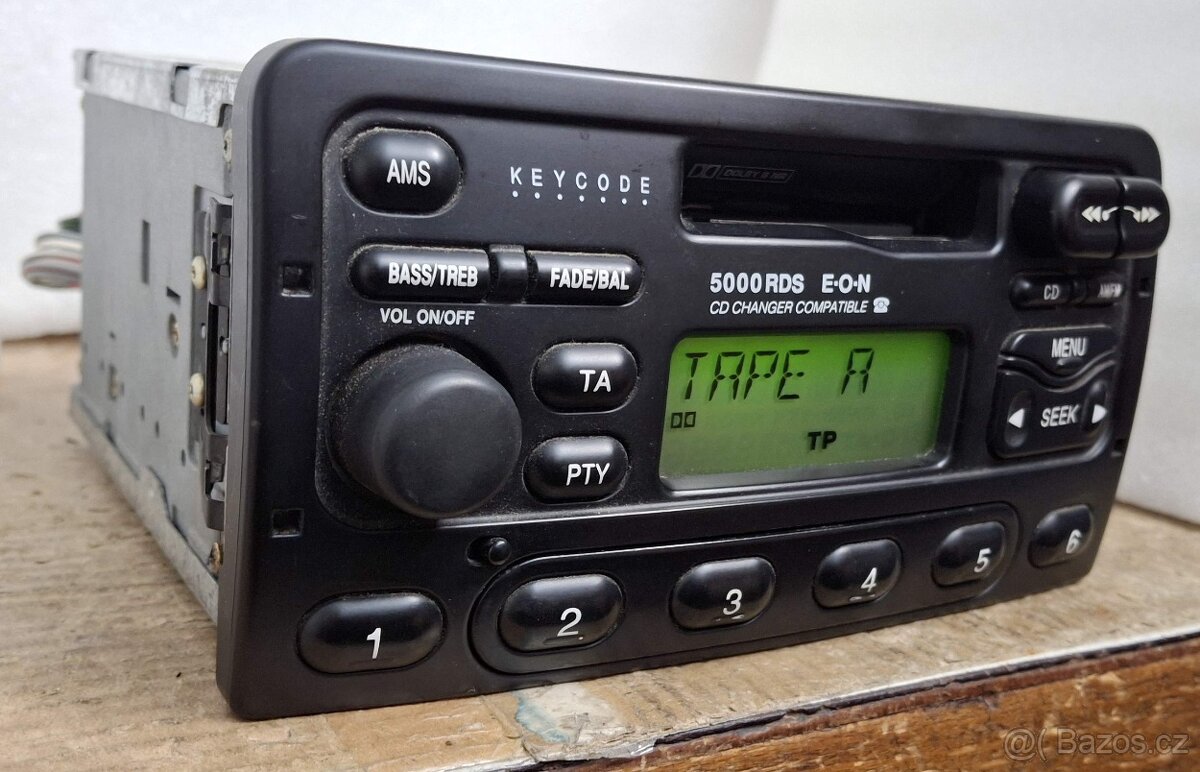 AMS
KEYCODE
DOLBY B NR
BASS/TREB
FADE/BAL
5000 RDS E·O·N
CD CHANGER COMPATIBLE
CD
AM/FM
VOL ON/OFF
MENU
TA
TAPE A
SEEK
PTY
TP
1
2
3
4
5
6
@( Bazos.cz